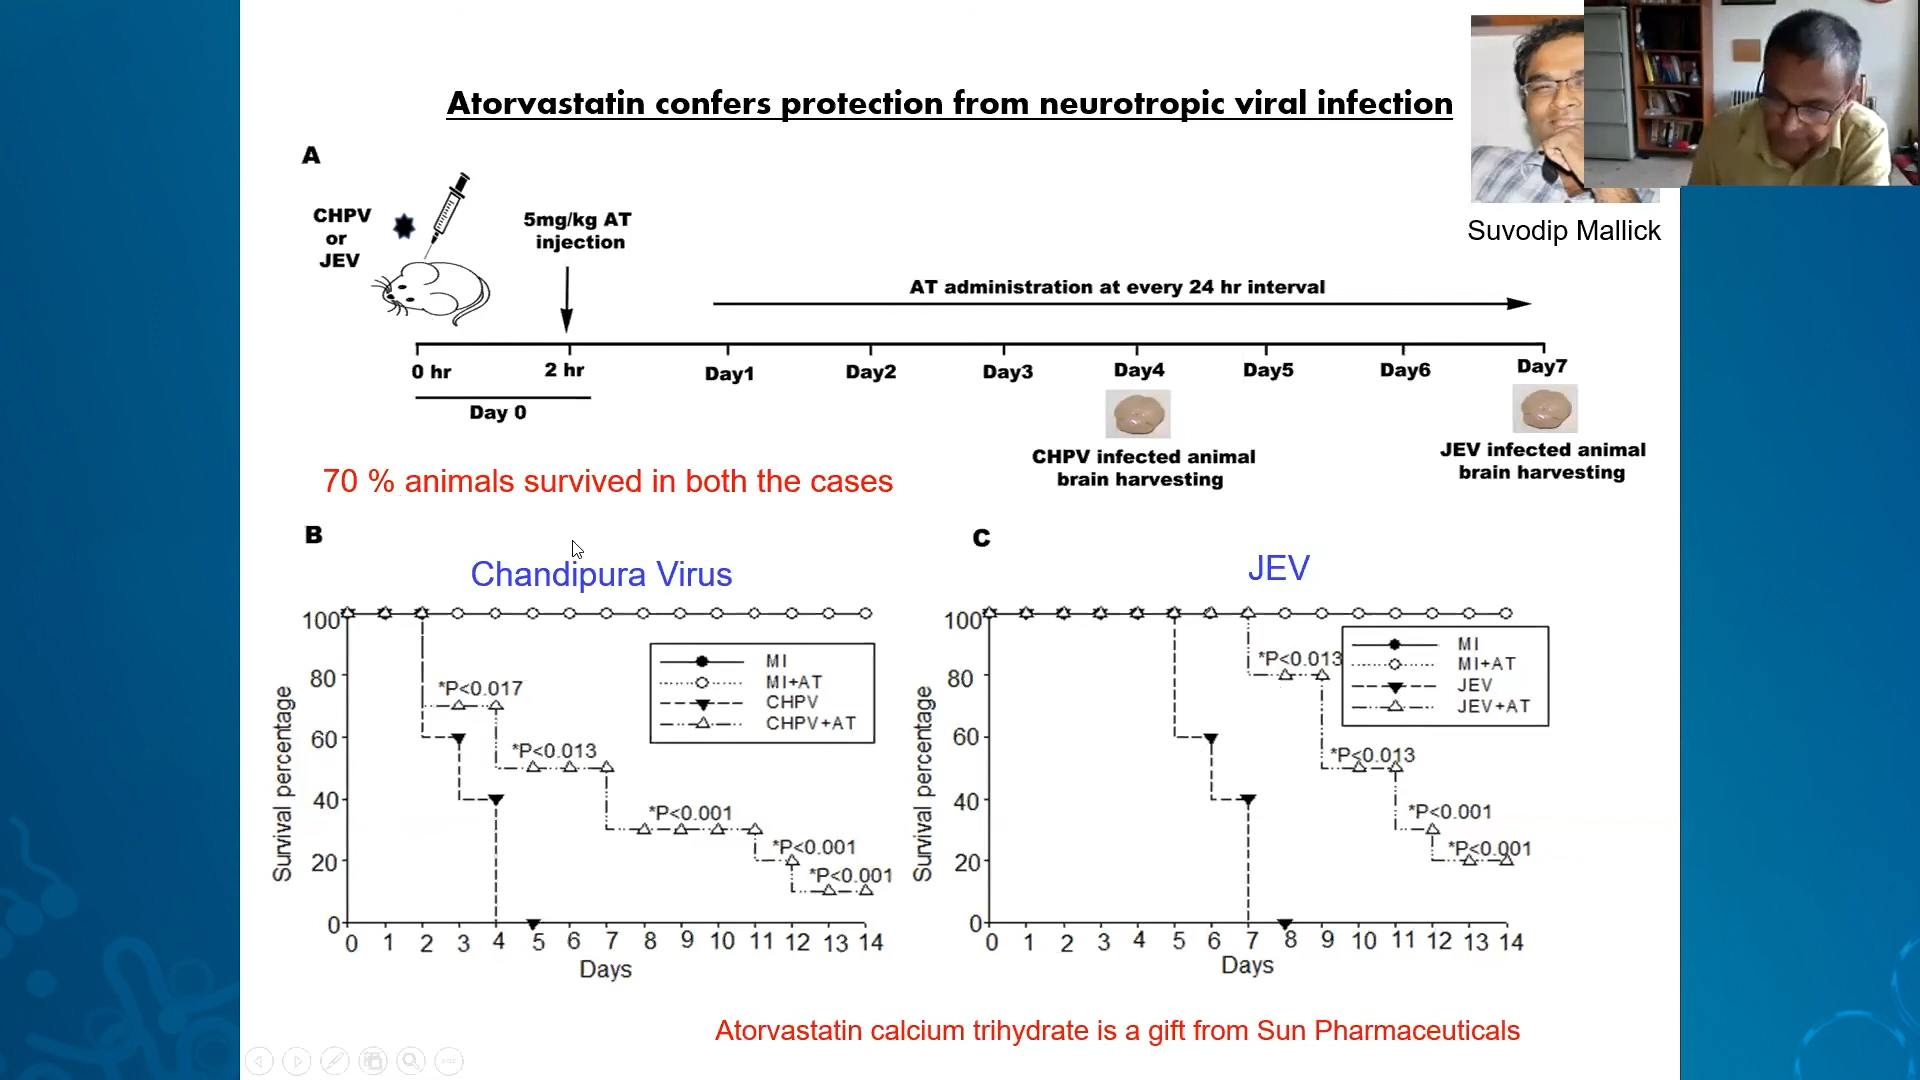 Atorvastatin confers protection from neurotropic viral infection
Suvodip Mallick
A
CHPV
or
JEV
5mg/kg AT
injection
AT administration at every 24 hr interval
0 hr
2 hr
Day1
Day2
Day3
Day4
Day5
Day6
Day7
Day 0
CHPV infected animal
brain harvesting
JEV infected animal
brain harvesting
70 % animals survived in both the cases
B
Chandipura Virus
Survival percentage
100
80
60
40
20
0
*P<0.017
*P<0.013
*P<0.001
*P<0.001
*P<0.001
MI
MI+AT
CHPV
CHPV+AT
0 1 2 3 4 5 6 7 8 9 10 11 12 13 14
Days
C
JEV
Survival percentage
100
80
60
40
20
0
*P<0.013
*P<0.013
*P<0.001
*P<0.001
MI
MI+AT
JEV
JEV+AT
0 1 2 3 4 5 6 7 8 9 10 11 12 13 14
Days
Atorvastatin calcium trihydrate is a gift from Sun Pharmaceuticals